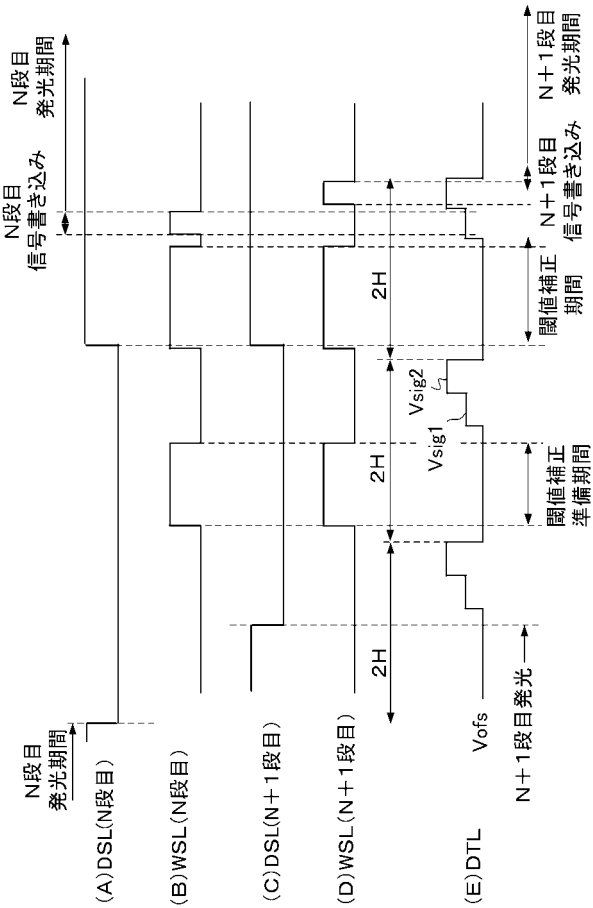 N段目
発光期間
N段目
信号書き込み
N段目
発光期間
(A)DSL(N段目)
(B)WSL(N段目)
(C)DSL(N+1段目)
(D)WSL(N+1段目)
2H
2H
2H
(E)DTL
Vofs
Vsig1
Vsig2
N+1段目発光
閾値補正
準備期間
閾値補正
期間
N+1段目
信号書き込み
N+1段目
発光期間